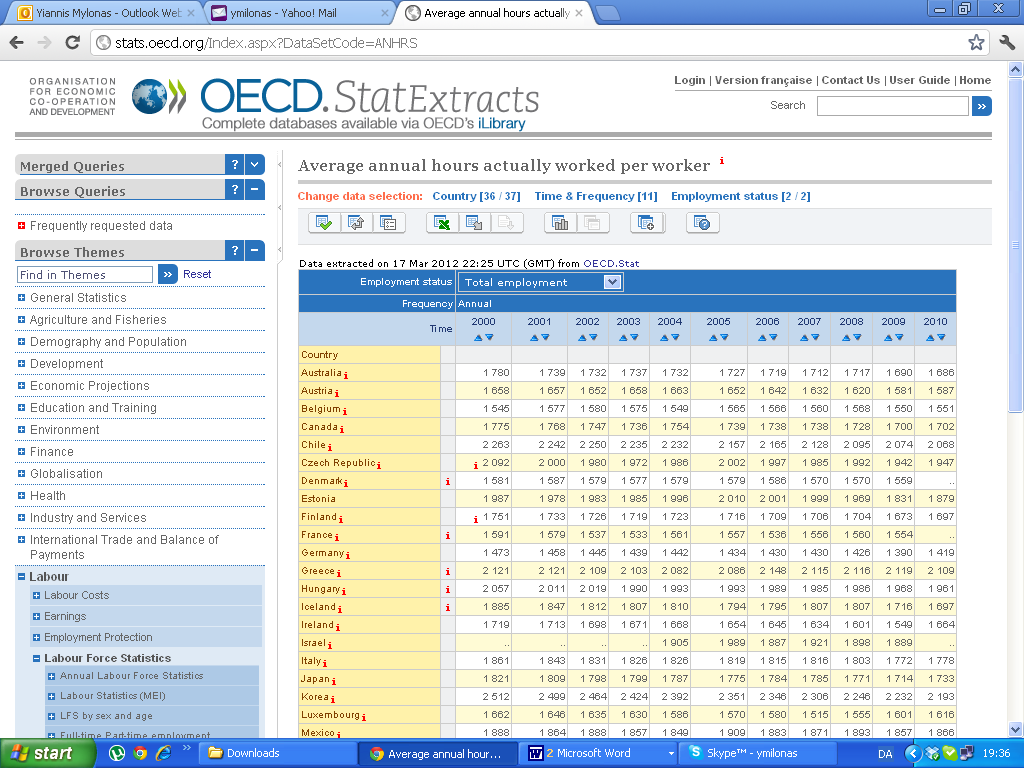 Yiannis Mylonas - Outlook Web
ymilonas - Yahoo! Mail
Average annual hours actually
stats.oecd.org/Index.aspx?DataSetCode=ANHRS
ORGANISATION
FOR ECONOMIC
CO-OPERATION
AND DEVELOPMENT
OECD.StatExtracts
Complete databases available via OECD's iLibrary
Login | Version française | Contact Us | User Guide | Home
Search
»
Merged Queries ?
Browse Queries ?
Frequently requested data
Browse Themes ?
Find in Themes » Reset
General Statistics
Agriculture and Fisheries
Demography and Population
Development
Economic Projections
Education and Training
Environment
Finance
Globalisation
Health
Industry and Services
International Trade and Balance of
Payments
Labour
Labour Costs
Earnings
Employment Protection
Labour Force Statistics
Annual Labour Force Statistics
Labour Statistics (MEI)
LFS by sex and age
Full-time Part-time employment
Average annual hours actually worked per worker i
Change data selection: Country [36 / 37] Time & Frequency [11] Employment status [2 / 2]
Data extracted on 17 Mar 2012 22:25 UTC (GMT) from OECD.Stat
Employment status Total employment
Frequency Annual
Time 2000 2001 2002 2003 2004 2005 2006 2007 2008 2009 2010
Country
Australia i 1 780 1 739 1 732 1 737 1 732 1 727 1 719 1 712 1 717 1 690 1 686
Austria i 1 658 1 657 1 652 1 658 1 663 1 652 1 642 1 632 1 620 1 581 1 587
Belgium i 1 545 1 577 1 580 1 575 1 549 1 565 1 566 1 560 1 568 1 550 1 551
Canada i 1 775 1 768 1 747 1 736 1 754 1 739 1 738 1 738 1 728 1 700 1 702
Chile i 2 263 2 242 2 250 2 235 2 232 2 157 2 165 2 128 2 095 2 074 2 068
Czech Republic i i 2 092 2 000 1 980 1 972 1 986 2 002 1 997 1 985 1 992 1 942 1 947
Denmark i i 1 581 1 587 1 579 1 577 1 579 1 579 1 586 1 570 1 570 1 559 ..
Estonia 1 987 1 978 1 983 1 985 1 996 2 010 2 001 1 999 1 969 1 831 1 879
Finland i i 1 751 1 733 1 726 1 719 1 723 1 716 1 709 1 706 1 704 1 673 1 697
France i i 1 591 1 579 1 537 1 533 1 561 1 557 1 536 1 556 1 560 1 554 ..
Germany i 1 473 1 458 1 445 1 439 1 442 1 434 1 430 1 430 1 426 1 390 1 419
Greece i i 2 121 2 121 2 109 2 103 2 082 2 086 2 148 2 115 2 116 2 119 2 109
Hungary i i 2 057 2 011 2 019 1 990 1 993 1 993 1 989 1 985 1 986 1 968 1 961
Iceland i i 1 885 1 847 1 812 1 807 1 810 1 794 1 795 1 807 1 807 1 716 1 697
Ireland i 1 719 1 713 1 698 1 671 1 668 1 654 1 645 1 634 1 601 1 549 1 664
Israel i .. .. .. .. 1 905 1 989 1 887 1 921 1 898 1 889 ..
Italy i 1 861 1 843 1 831 1 826 1 826 1 819 1 815 1 816 1 803 1 772 1 778
Japan i 1 821 1 809 1 798 1 799 1 787 1 775 1 784 1 785 1 771 1 714 1 733
Korea i 2 512 2 499 2 464 2 424 2 392 2 351 2 346 2 306 2 246 2 232 2 193
Luxembourg i 1 662 1 646 1 635 1 630 1 586 1 570 1 580 1 515 1 555 1 601 1 616
Mexico i 1 888 1 864 1 888 1 857 1 849 1 909 1 883 1 871 1 893 1 857 1 866
start Downloads Average annual hour... 2 Microsoft Word Skype™ - ymilonas DA 19:36